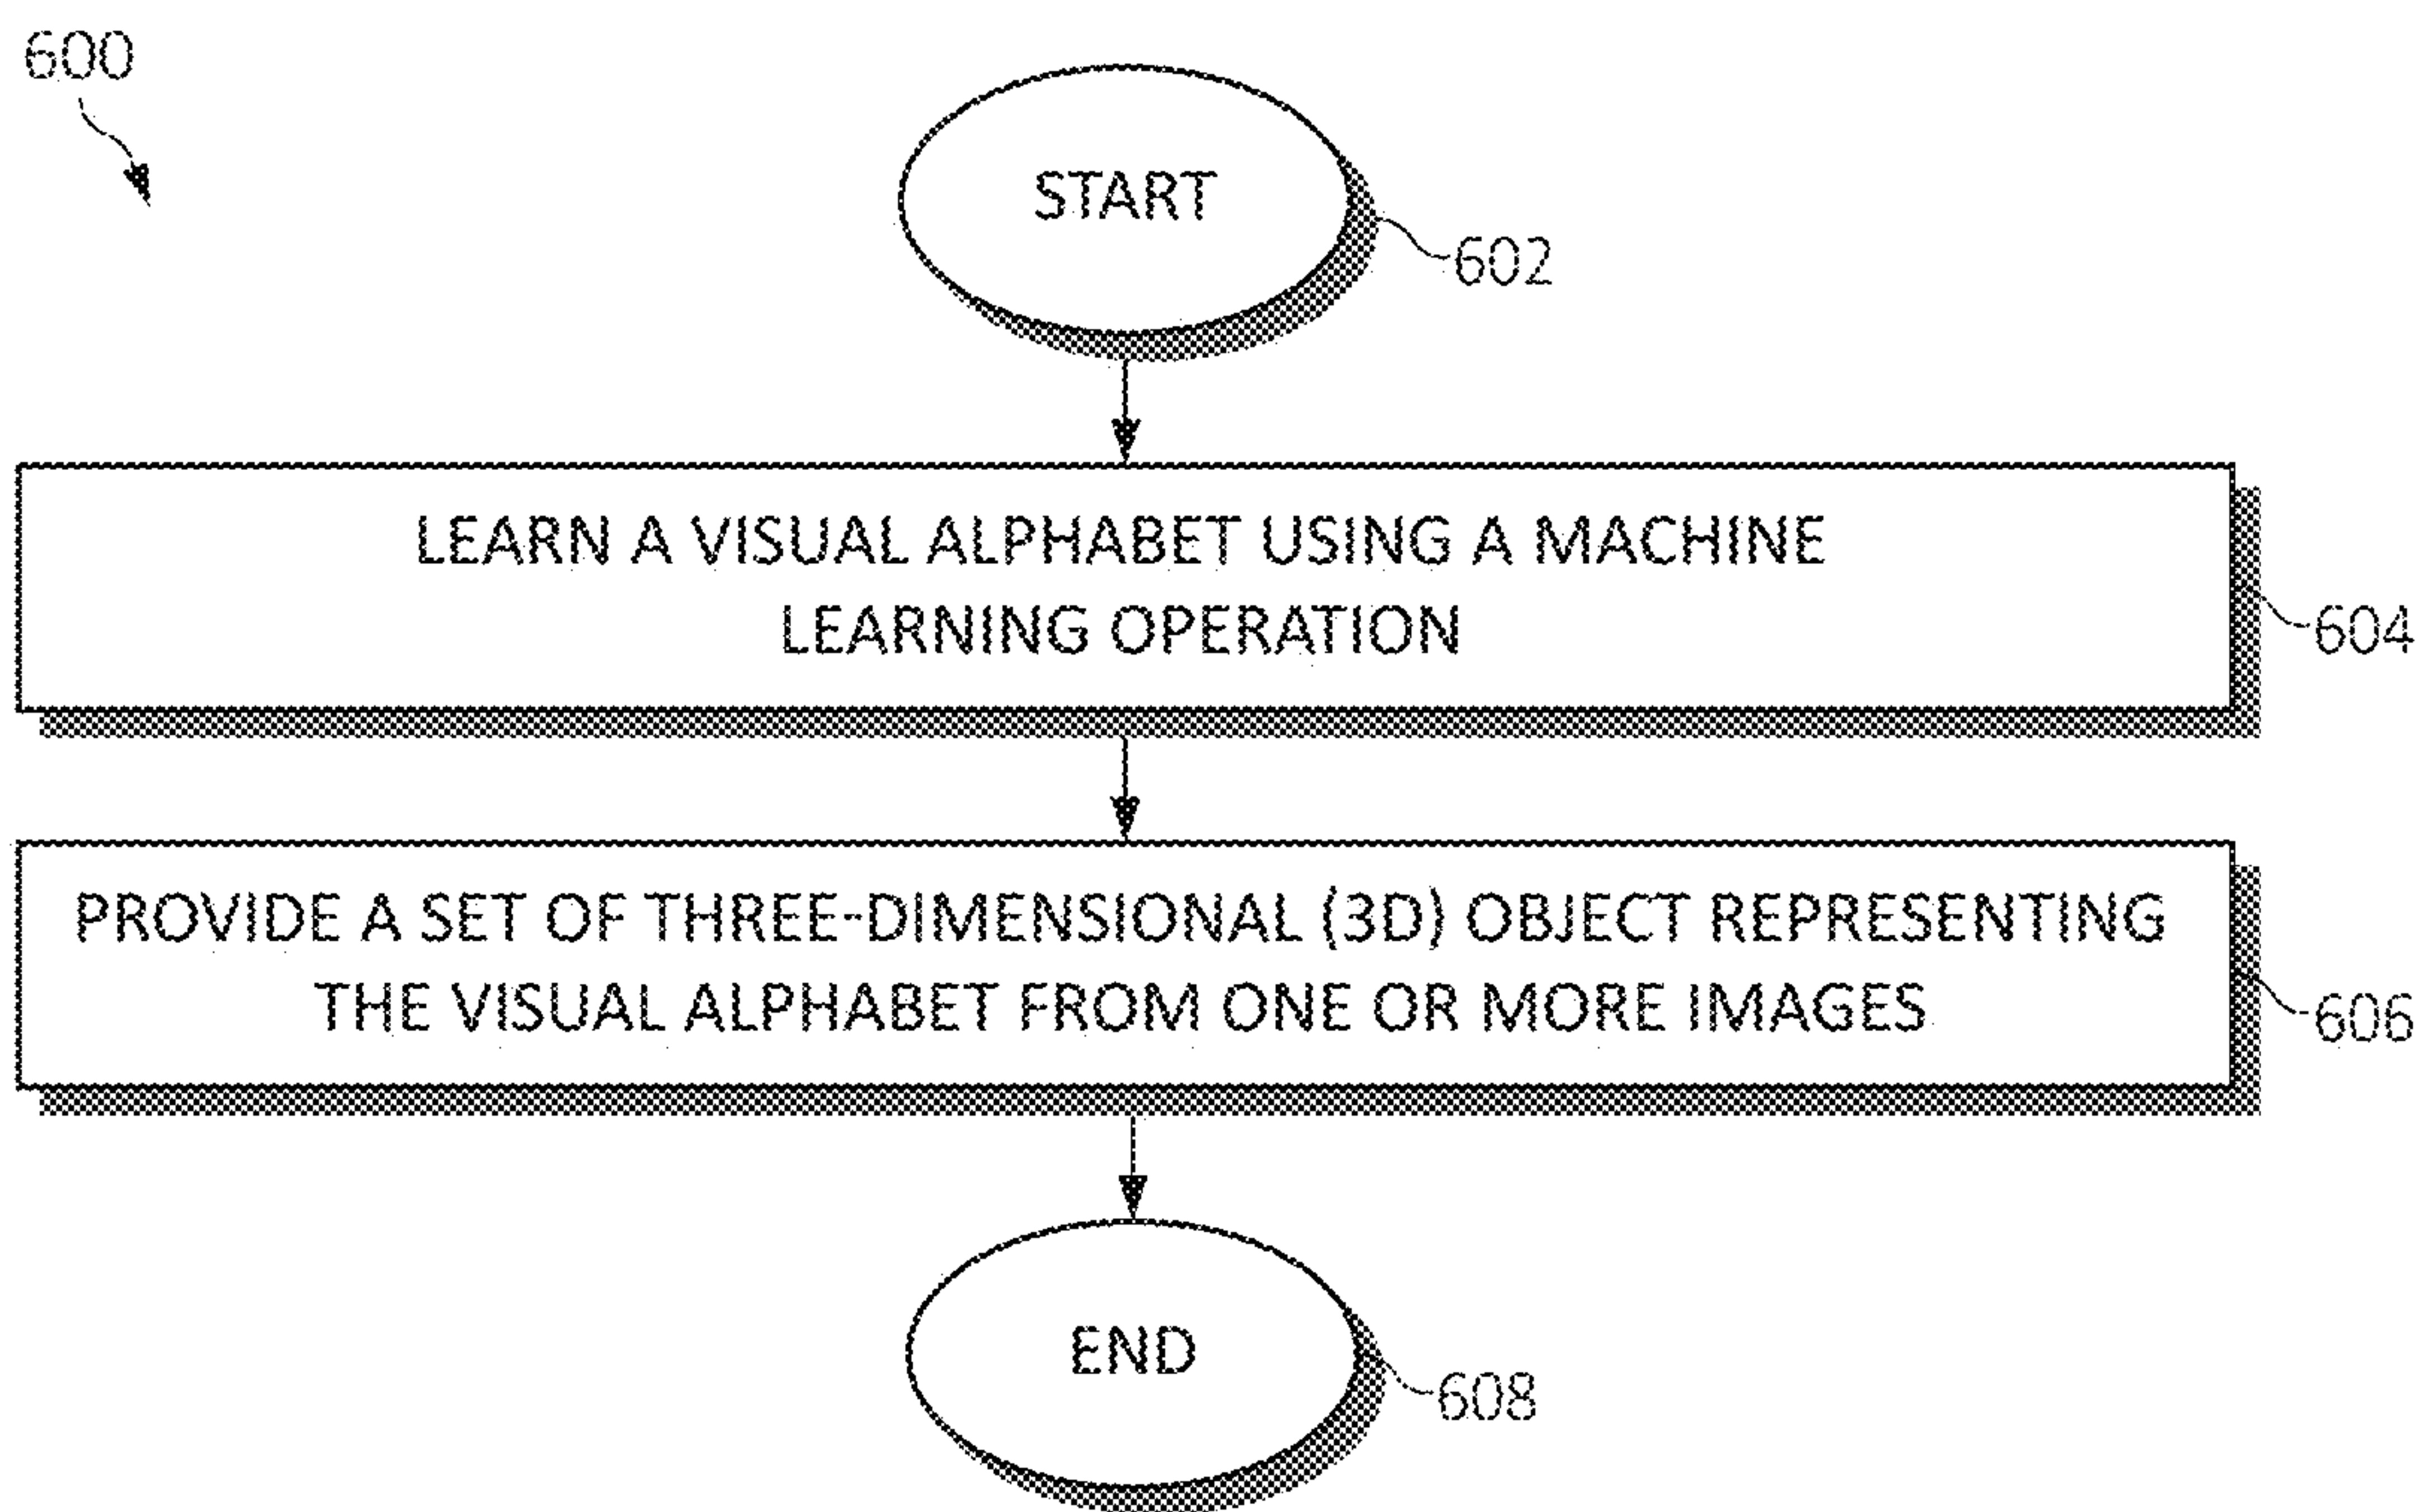 600
START
602
LEARN A VISUAL ALPHABET USING A MACHINE
LEARNING OPERATION
604
PROVIDE A SET OF THREE-DIMENSIONAL (3D) OBJECT REPRESENTING
THE VISUAL ALPHABET FROM ONE OR MORE IMAGES
606
END
608